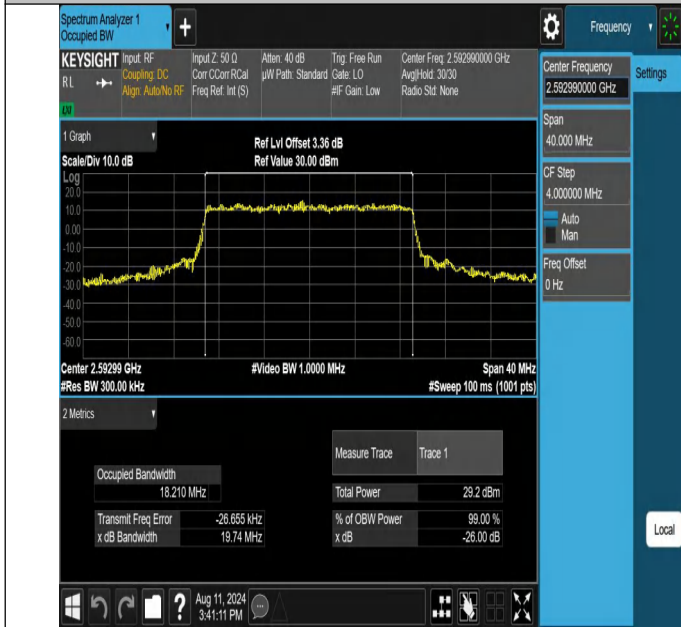 Spectrum Analyzer 1
Occupied BW
+
Frequency
KEYSIGHT
RL
LXI
Input: RF
Coupling: DC
Align: Auto/No RF
Input Z: 50 Ω
Corr CCorr RCal
Freq Ref: Int (S)
Atten: 40 dB
µW Path: Standard
Trig: Free Run
Gate: LO
#IF Gain: Low
Center Freq: 2.592990000 GHz
Avg|Hold: 30/30
Radio Std: None
Center Frequency
2.592990000 GHz
Settings
Span
40.000 MHz
CF Step
4.000000 MHz
Auto
Man
Freq Offset
0 Hz
1 Graph
Scale/Div 10.0 dB
Ref Lvl Offset 3.36 dB
Ref Value 30.00 dBm
Log
20.0
10.0
0.00
-10.0
-20.0
-30.0
-40.0
-50.0
-60.0
Center 2.59299 GHz
#Res BW 300.00 kHz
#Video BW 1.0000 MHz
Span 40 MHz
#Sweep 100 ms (1001 pts)
2 Metrics
Measure Trace Trace 1
Occupied Bandwidth
18.210 MHz
Total Power 29.2 dBm
Transmit Freq Error -26.655 kHz
% of OBW Power 99.00 %
x dB Bandwidth 19.74 MHz
x dB -26.00 dB
Local
?
Aug 11, 2024
3:41:11 PM